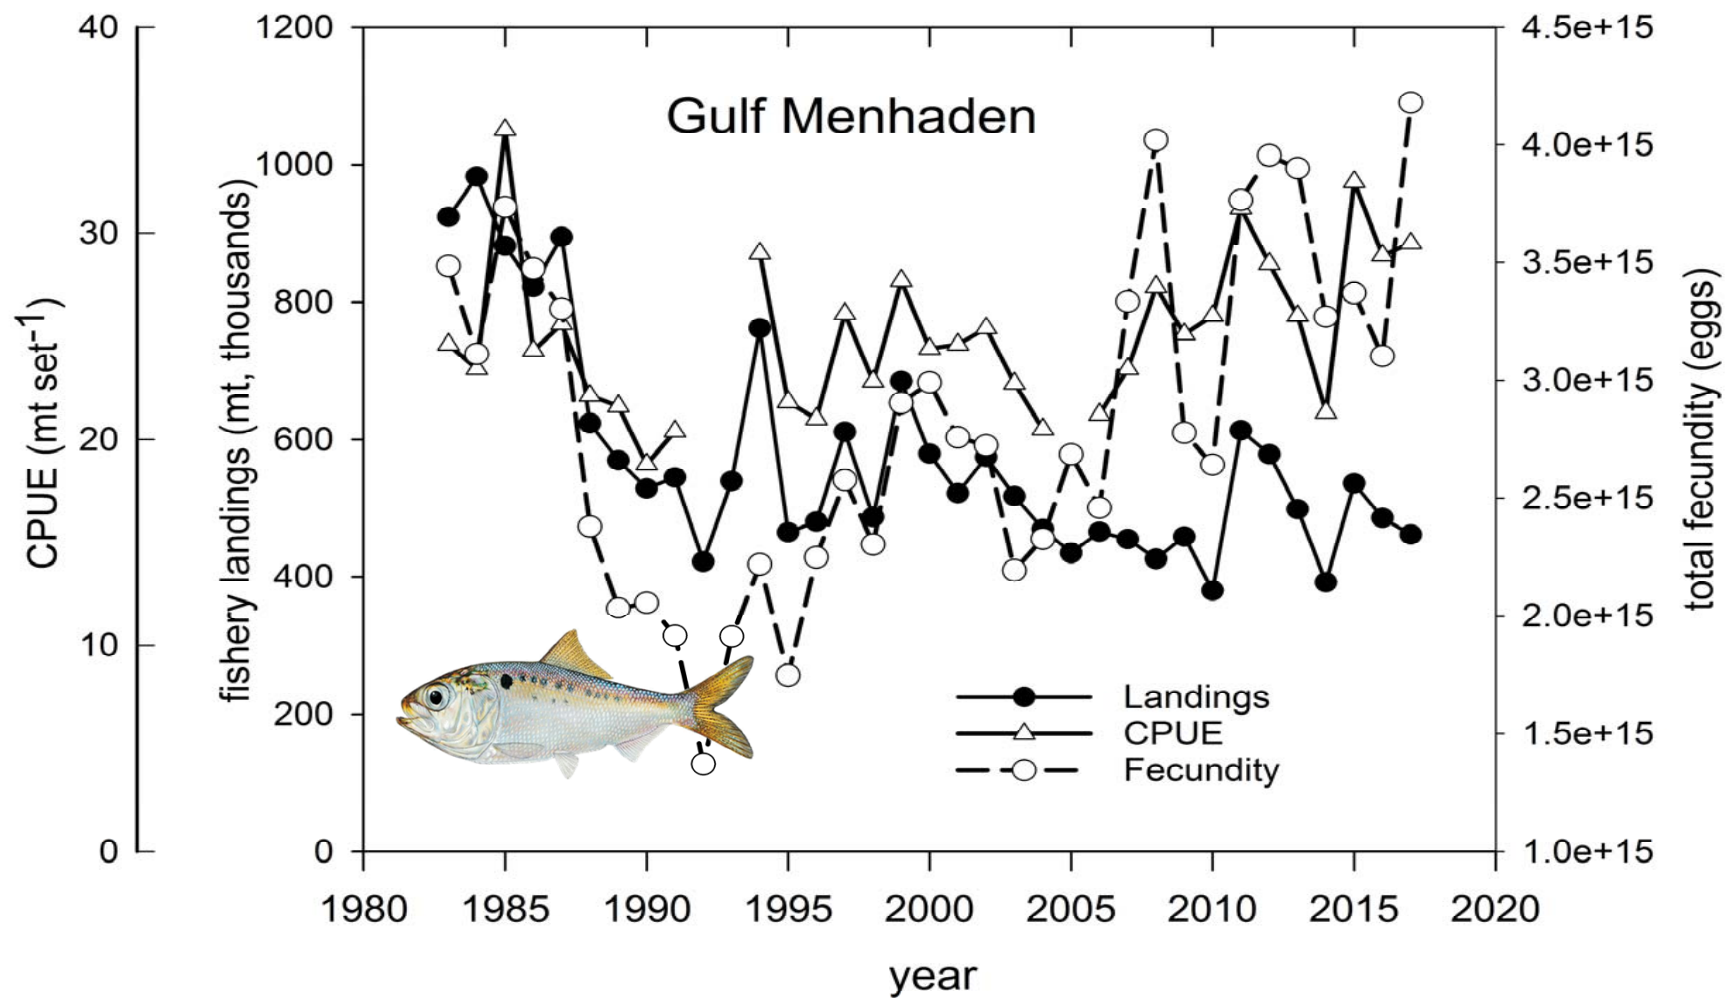 Gulf Menhaden
CPUE (mt set-1)
40
30
20
10
0
fishery landings (mt, thousands)
1200
1000
800
600
400
200
0
4.5e+15
4.0e+15
3.5e+15
3.0e+15
2.5e+15
2.0e+15
1.5e+15
1.0e+15
total fecundity (eggs)
Landings
CPUE
Fecundity
1980 1985 1990 1995 2000 2005 2010 2015 2020
year